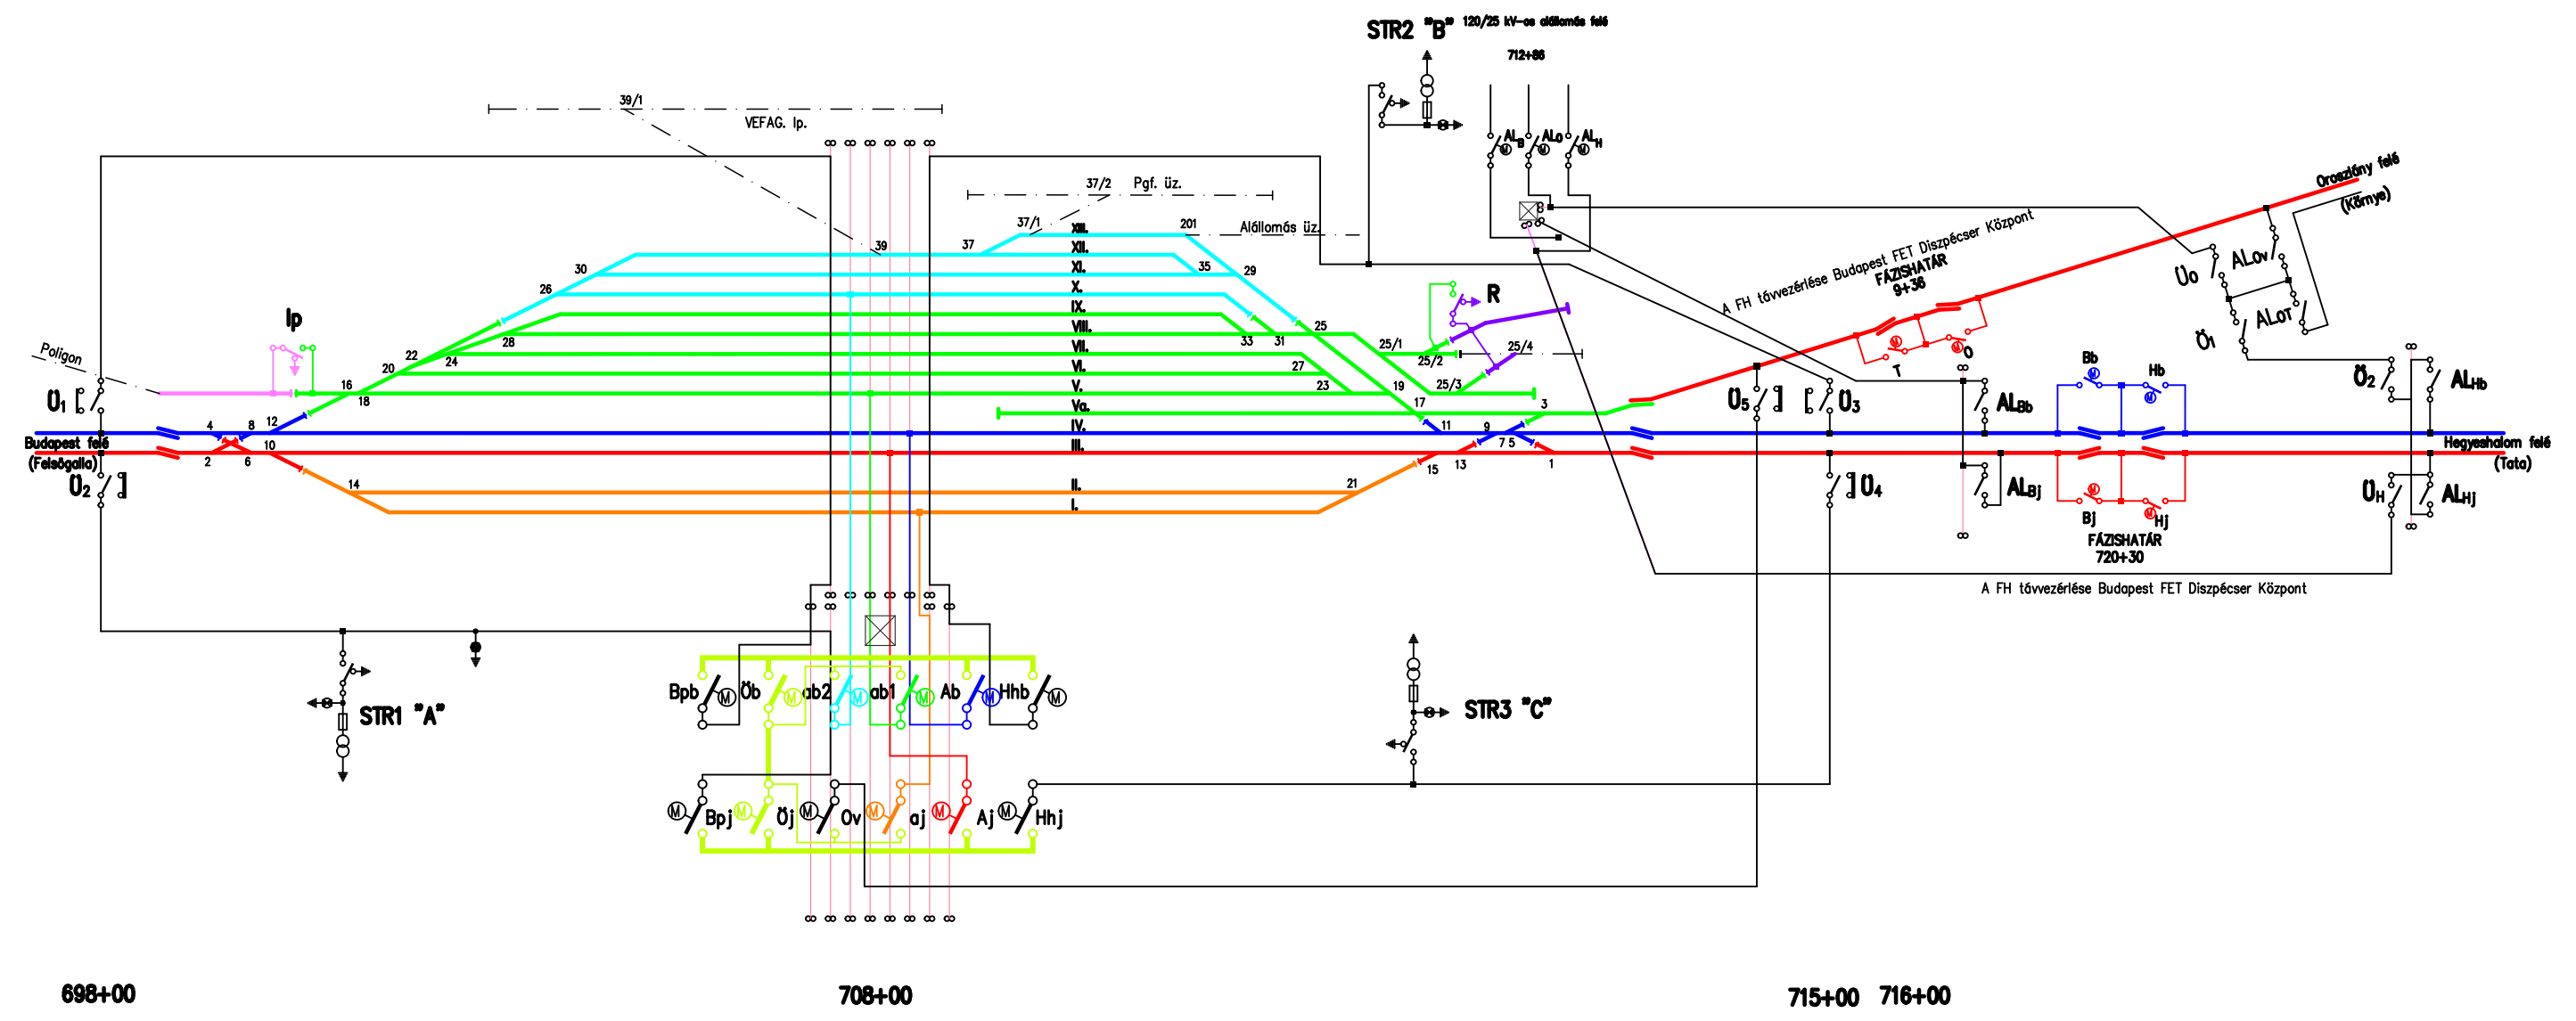 STR2 "B"
120/25 kV-os alállomás felé
712+86
39/1
VEFAG. Ip.
ALB
ALO
ALH
M
M
M
37/2
Pgf. üz.
Oroszlány felé
(Környe)
37/1
XIII.
201
Alállomás üz.
39
37
XII.
30
XI.
35
29
26
X.
IX.
VIII.
25
28
33
31
VII.
22
24
VI.
27
20
V.
23
19
16
18
Va.
17
IV.
III.
II.
I.
A FH távvezérlése Budapest FET Diszpécser Központ
FÁZISHATÁR
9+36
M
M
T
O
ÜO
ALOv
Ö1
ALOT
R
25/1
25/2
25/4
25/3
Ip
Poligon
Ü1
4
8
12
Budapest felé
(Felsőgalla)
2
6
10
Ü2
14
3
11
9
7
5
13
15
1
21
Ü5
Ü3
Ü4
ALBb
ALBj
Bb
M
Hb
M
Bj
M
Hj
M
FÁZISHATÁR
720+30
Ö2
ALHb
Hegyeshalom felé
(Tata)
ÜH
ALHj
A FH távvezérlése Budapest FET Diszpécser Központ
STR1 "A"
Bpb
M
Öb
M
ab2
M
ab1
M
Ab
M
Hhb
M
STR3 "C"
M
Bpj
M
Öj
M
Ov
M
aj
M
Aj
M
Hhj
698+00
708+00
715+00
716+00